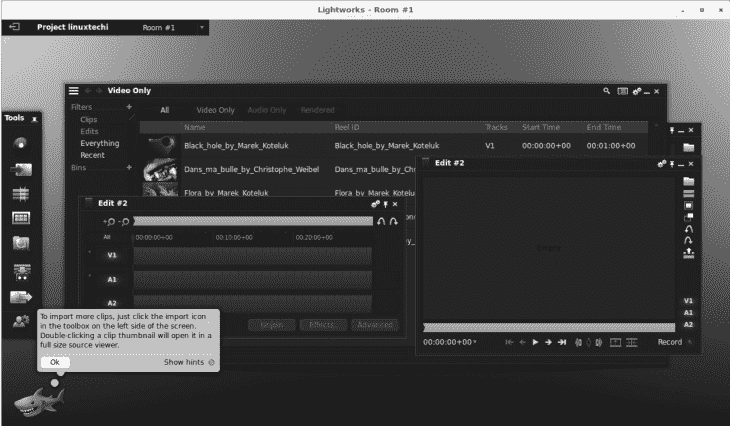 Lightworks - Room #1
Project linuxtechi
Room #1
Video Only
Filters
Clips
Edits
Everything
Recent
Bins
All
Video Only
Audio Only
Rendered
Name
Reel ID
Tracks
Start Time
End Time
Black_hole_by_Marek_Koteluk
Black_hole_by_Marek_Koteluk
V1
00:00:00+00
00:01:00+00
Dans_ma_bulle_by_Christophe_Weibel
Flora_by_Marek_Koteluk
Tools
Edit #2
All
00:00:00+00
00:10:00+00
00:20:00+00
V1
A1
A2
Effects
Advanced
Edit #2
Empty
V1
A1
A2
00:00:00+00
Record
To import more clips, just click the import icon
in the toolbox on the left side of the screen.
Double-clicking a clip thumbnail will open it in a
full size source viewer.
Ok
Show hints